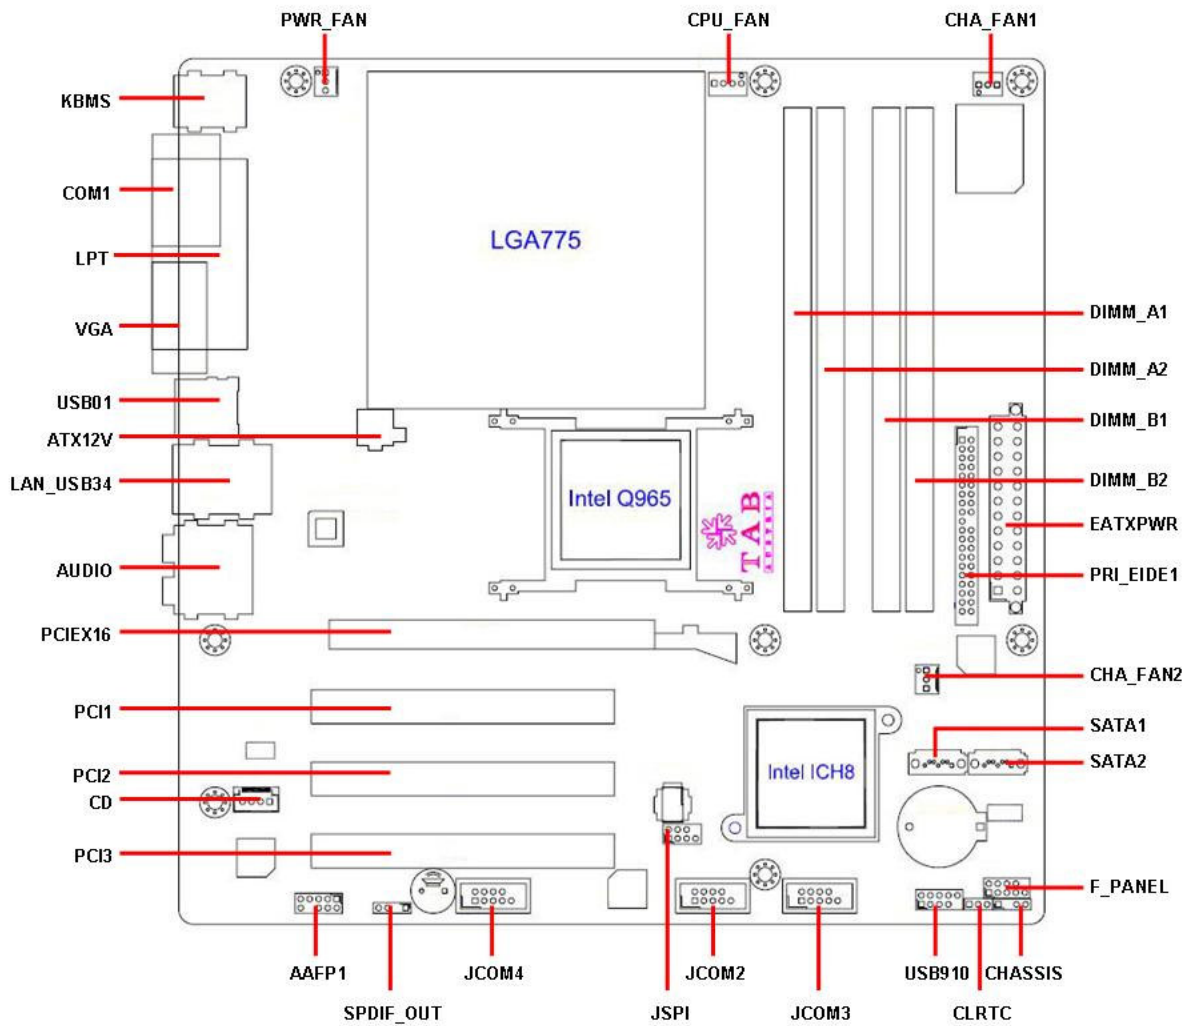 PWR_FAN
CPU_FAN
CHA_FAN1
KBMS
COM1
LPT
VGA
USB01
ATX12V
LAN_USB34
AUDIO
PCIEX16
PCI1
PCI2
CD
PCI3
LGA775
Intel Q965
TAB
AUSTRIA
Intel ICH8
DIMM_A1
DIMM_A2
DIMM_B1
DIMM_B2
EATXPWR
PRI_EIDE1
CHA_FAN2
SATA1
SATA2
F_PANEL
AAFP1
JCOM4
JCOM2
USB910
CHASSIS
SPDIF_OUT
JSPI
JCOM3
CLRTC